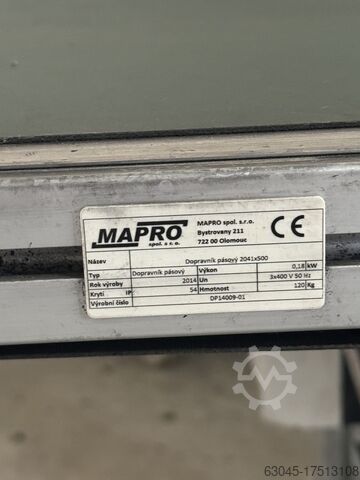 MAPRO
spol. s r. o.
MAPRO spol. s.r.o.
Bystrovany 211
722 00 Olomouc
CE
Název Dopravník pásový 2041x500
Typ Dopravník pásový Výkon 0,18 kW
Rok výroby 2014 Un 3x400 V 50 Hz
Krytí IP 54 Hmotnost 120 Kg
Výrobní číslo DP14009-01
63045-17513108